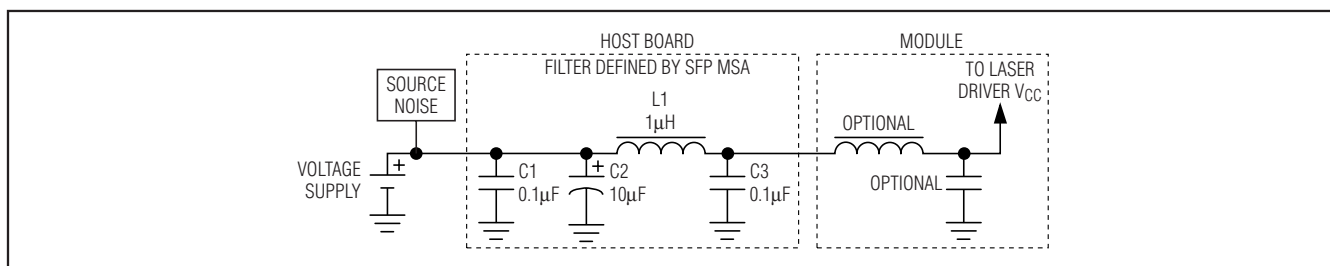 HOST BOARD
FILTER DEFINED BY SFP MSA
MODULE
SOURCE
NOISE
L1
1μH
OPTIONAL
TO LASER
DRIVER VCC
VOLTAGE
SUPPLY
+
C1
0.1μF
+
C2
10μF
C3
0.1μF
OPTIONAL